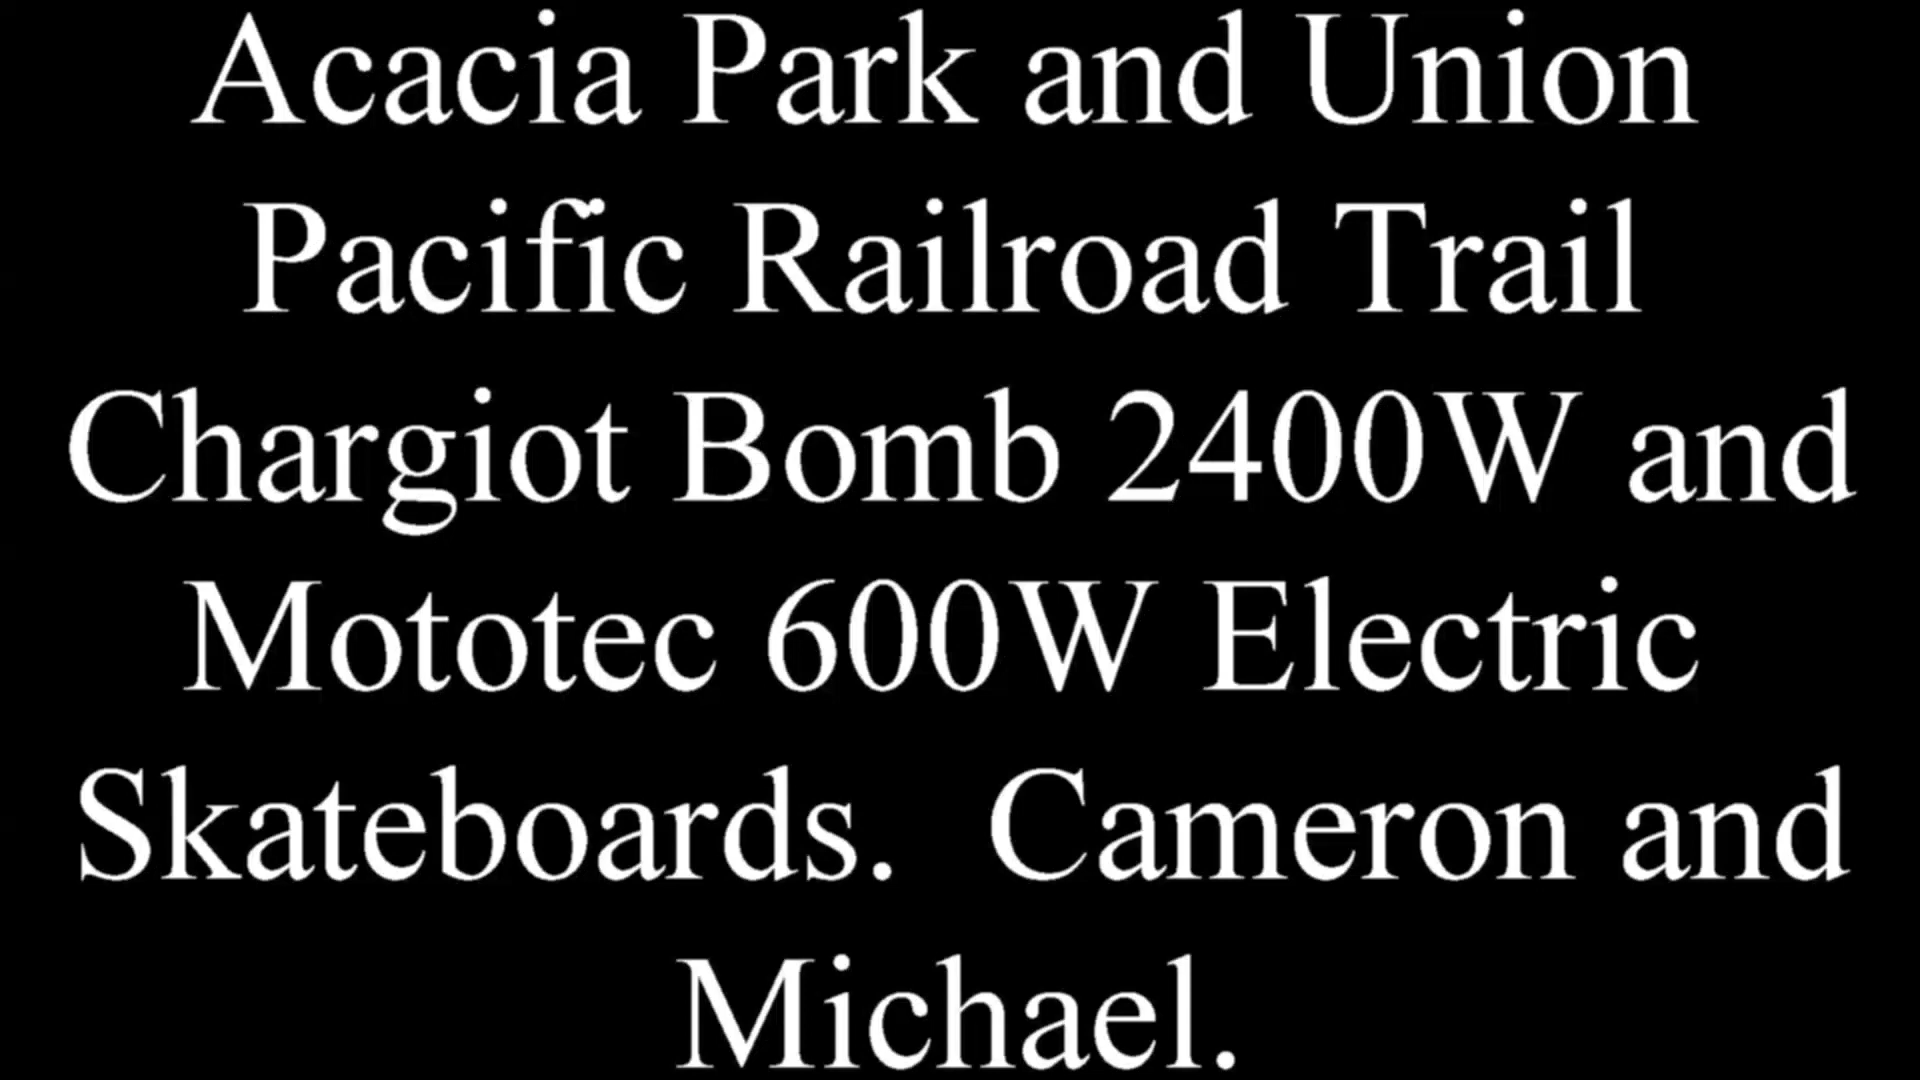 Acacia Park and Union
Pacific Railroad Trail
Chargiot Bomb 2400W and
Mototec 600W Electric
Skateboards.  Cameron and
Michael.